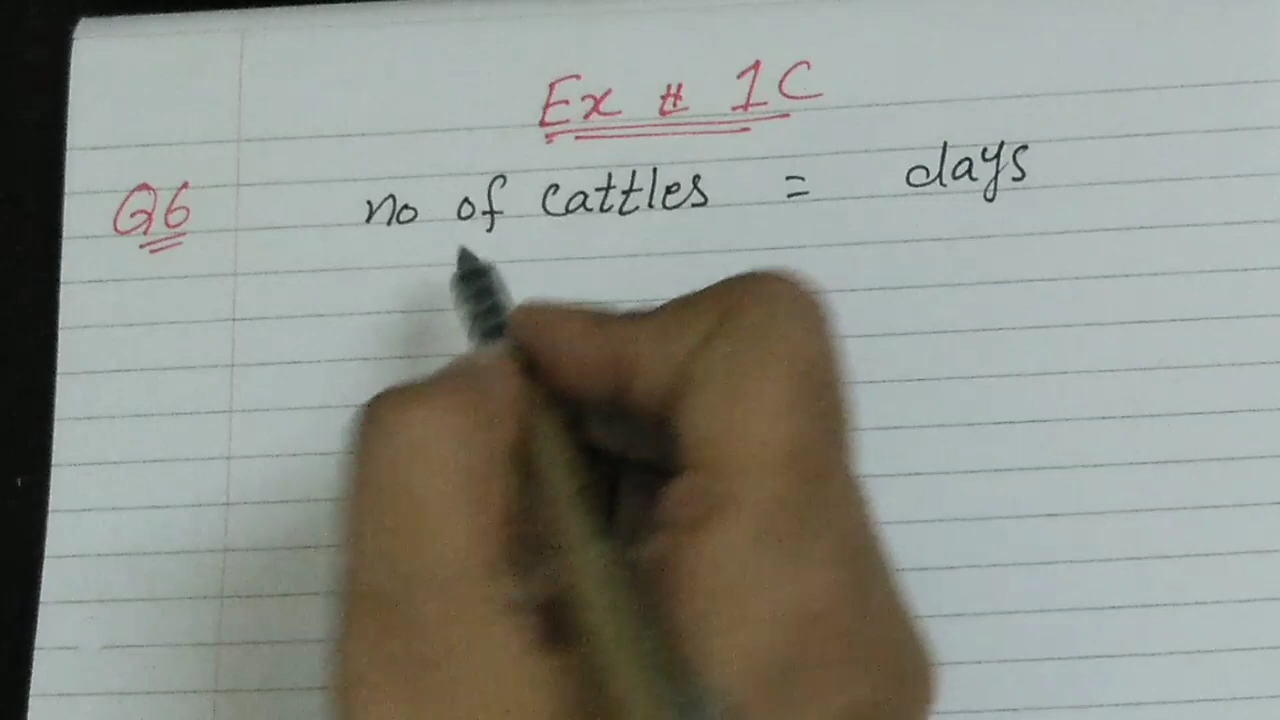 Ex # 1C
Q6 no of cattles = days